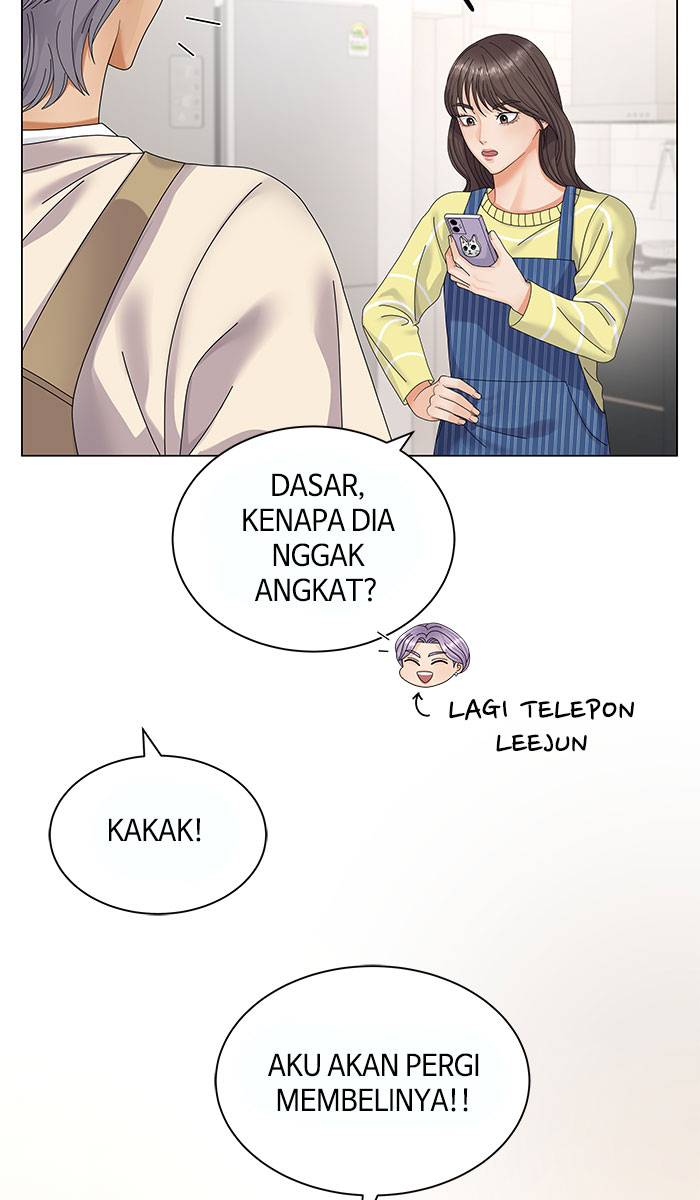 DASAR,
KENAPA DIA
NGGAK
ANGKAT?
LAGI TELEPON
LEEJUN
KAKAK!
AKU AKAN PERGI
MEMBELINYA!!